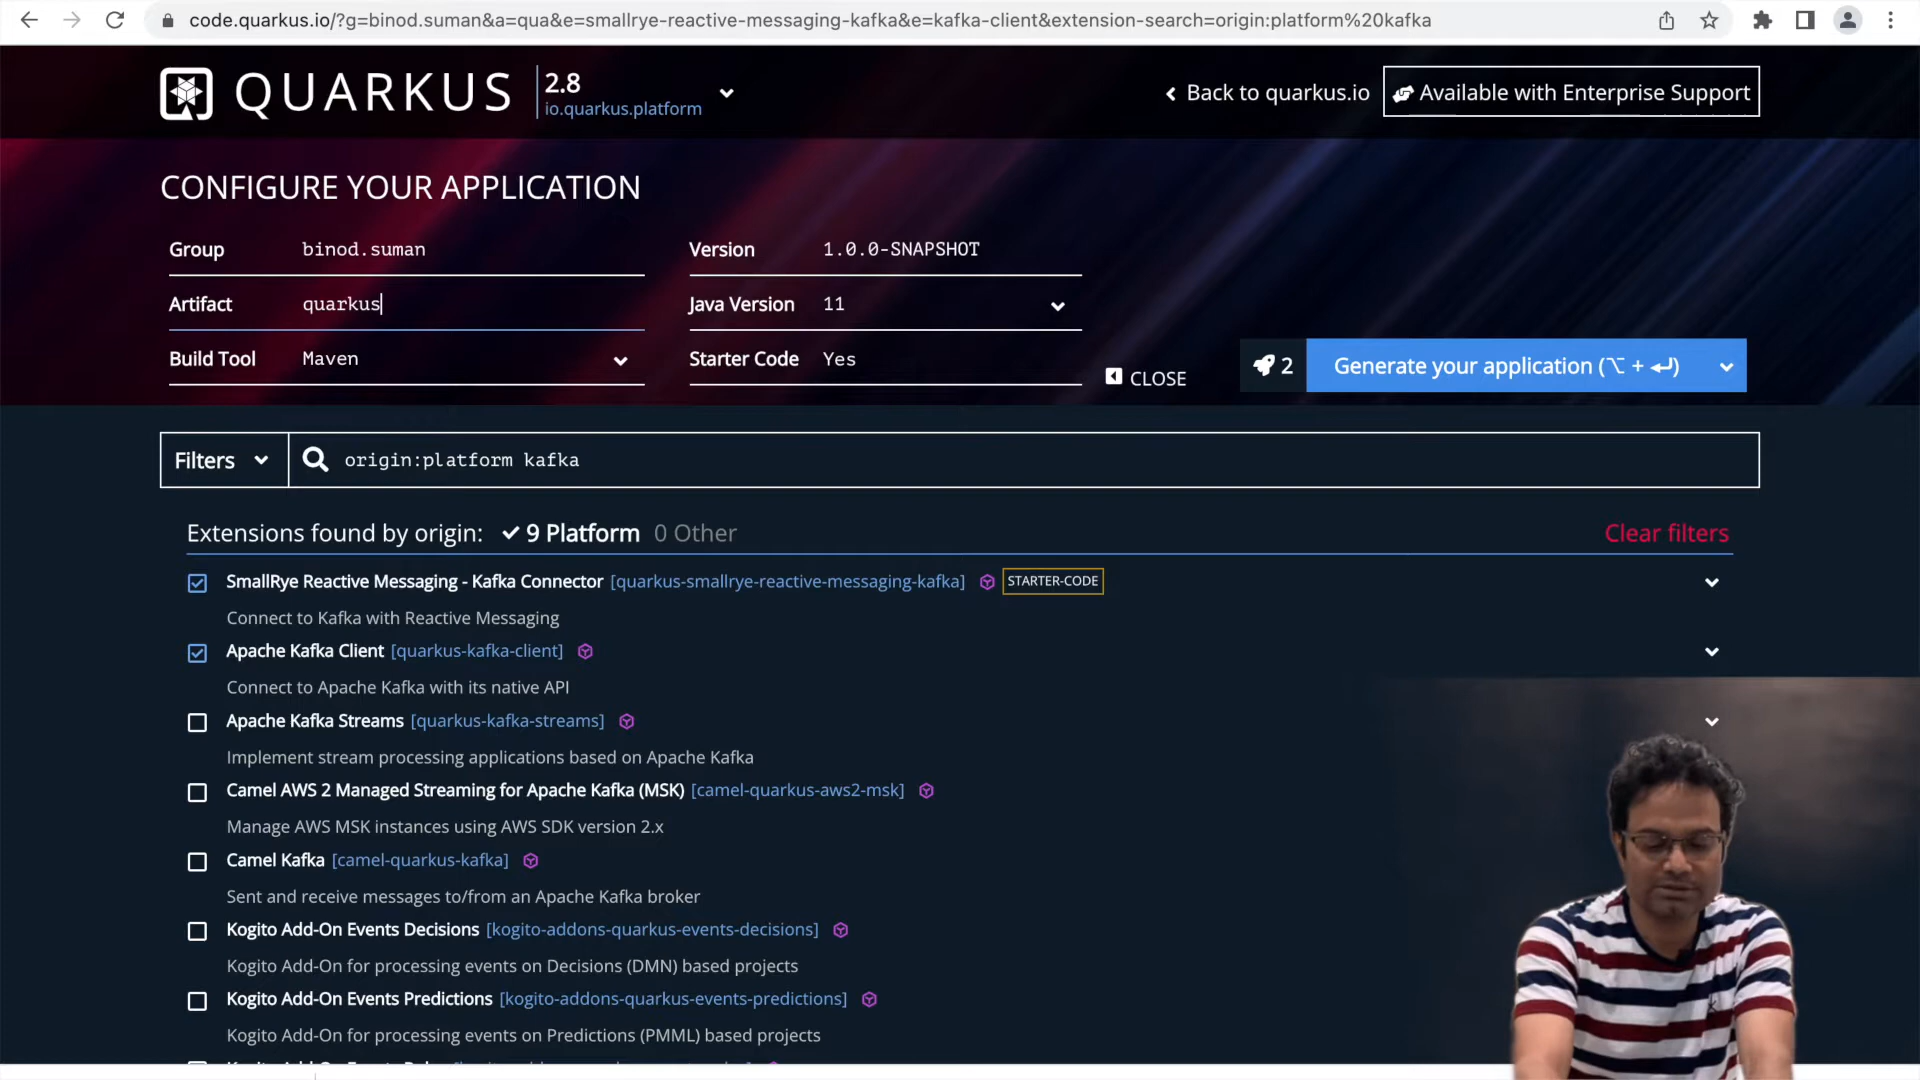 code.quarkus.io/?g=binod.suman&a=qua&e=smallrye-reactive-messaging-kafka&e=kafka-client&extension-search=origin:platform%20kafka
QUARKUS
2.8
io.quarkus.platform
Back to quarkus.io
Available with Enterprise Support
CONFIGURE YOUR APPLICATION
Group binod.suman
Version 1.0.0-SNAPSHOT
Artifact quarkus
Java Version 11
Build Tool Maven
Starter Code Yes
CLOSE
2
Generate your application (⌥ + ↵)
Filters
origin:platform kafka
Extensions found by origin: ✓ 9 Platform 0 Other
Clear filters
SmallRye Reactive Messaging - Kafka Connector [quarkus-smallrye-reactive-messaging-kafka] STARTER-CODE
Connect to Kafka with Reactive Messaging
Apache Kafka Client [quarkus-kafka-client]
Connect to Apache Kafka with its native API
Apache Kafka Streams [quarkus-kafka-streams]
Implement stream processing applications based on Apache Kafka
Camel AWS 2 Managed Streaming for Apache Kafka (MSK) [camel-quarkus-aws2-msk]
Manage AWS MSK instances using AWS SDK version 2.x
Camel Kafka [camel-quarkus-kafka]
Sent and receive messages to/from an Apache Kafka broker
Kogito Add-On Events Decisions [kogito-addons-quarkus-events-decisions]
Kogito Add-On for processing events on Decisions (DMN) based projects
Kogito Add-On Events Predictions [kogito-addons-quarkus-events-predictions]
Kogito Add-On for processing events on Predictions (PMML) based projects